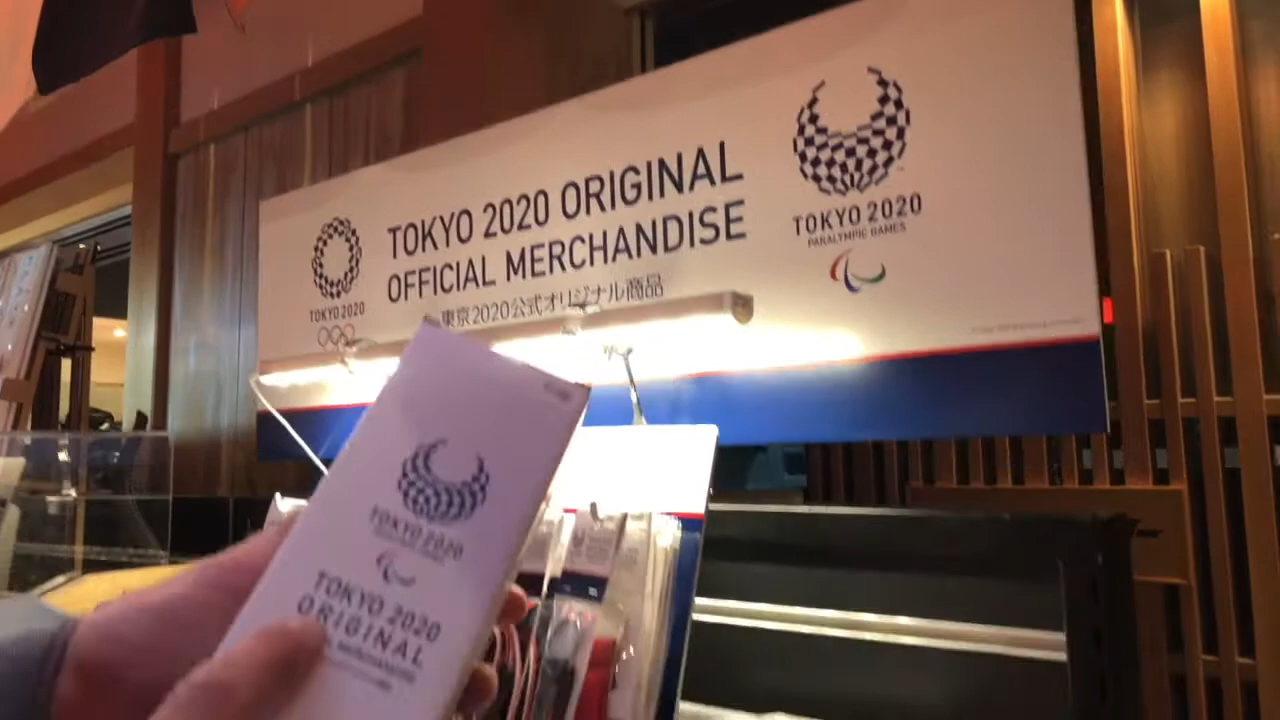 TOKYO 2020 ORIGINAL
OFFICIAL MERCHANDISE
東京2020公式オリジナル商品
TOKYO 2020
TOKYO 2020
PARALYMPIC GAMES
TOKYO 2020
TOKYO 2020
ORIGINAL